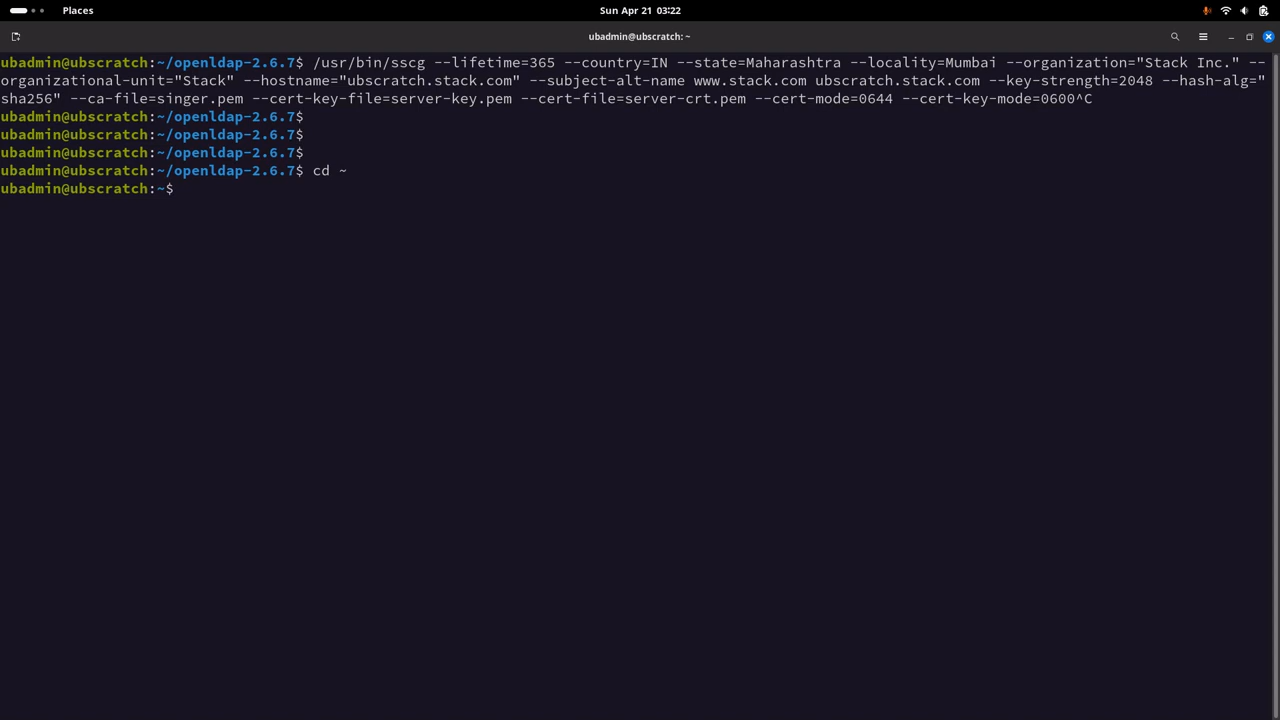 Places
Sun Apr 21 03:22
ubadmin@ubscratch: ~
ubadmin@ubscratch:~/openldap-2.6.7$ /usr/bin/sscg --lifetime=365 --country=IN --state=Maharashtra --locality=Mumbai --organization="Stack Inc." --
organizational-unit="Stack" --hostname="ubscratch.stack.com" --subject-alt-name www.stack.com ubscratch.stack.com --key-strength=2048 --hash-alg="
sha256" --ca-file=singer.pem --cert-key-file=server-key.pem --cert-file=server-crt.pem --cert-mode=0644 --cert-key-mode=0600^C
ubadmin@ubscratch:~/openldap-2.6.7$
ubadmin@ubscratch:~/openldap-2.6.7$
ubadmin@ubscratch:~/openldap-2.6.7$
ubadmin@ubscratch:~/openldap-2.6.7$ cd ~
ubadmin@ubscratch:~$